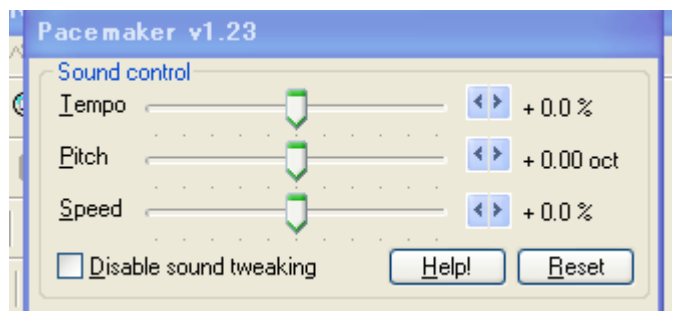 Pacemaker v1.23
Sound control
Tempo + 0.0 %
Pitch + 0.00 oct
Speed + 0.0 %
Disable sound tweaking Help! Reset